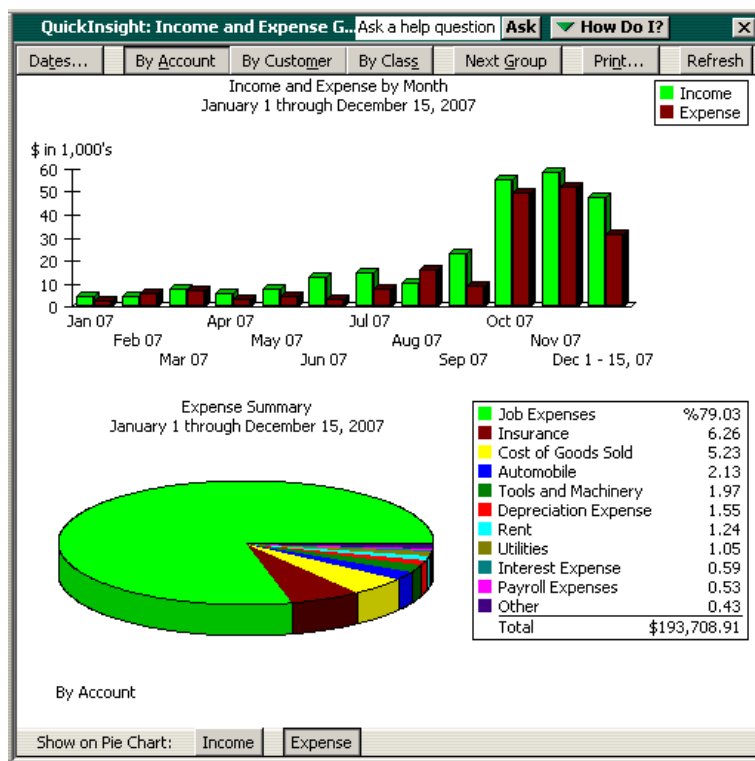 QuickInsight: Income and Expense G... Ask a help question Ask How Do I?
Dates... By Account By Customer By Class Next Group Print... Refresh
Income and Expense by Month
January 1 through December 15, 2007
Income
Expense
$ in 1,000's
60
50
40
30
20
10
0
Jan 07 Apr 07 Jul 07 Oct 07
Feb 07 May 07 Aug 07 Nov 07
Mar 07 Jun 07 Sep 07 Dec 1 - 15, 07
Expense Summary
January 1 through December 15, 2007
Job Expenses %79.03
Insurance 6.26
Cost of Goods Sold 5.23
Automobile 2.13
Tools and Machinery 1.97
Depreciation Expense 1.55
Rent 1.24
Utilities 1.05
Interest Expense 0.59
Payroll Expenses 0.53
Other 0.43
Total $193,708.91
By Account
Show on Pie Chart: Income Expense